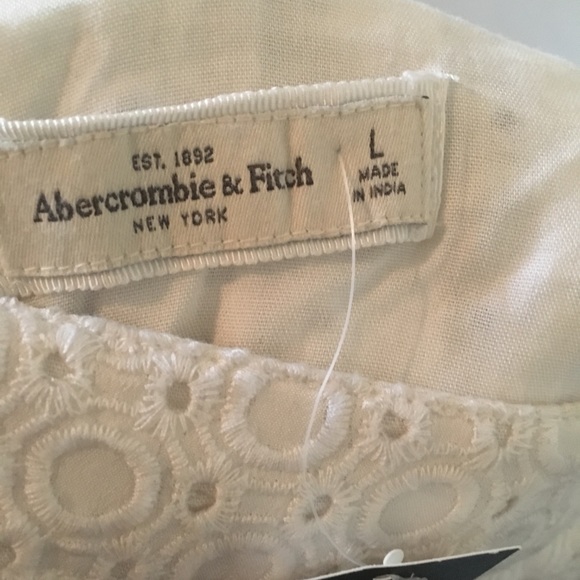 EST. 1892
Abercrombie & Fitch
NEW YORK
L
MADE
IN INDIA